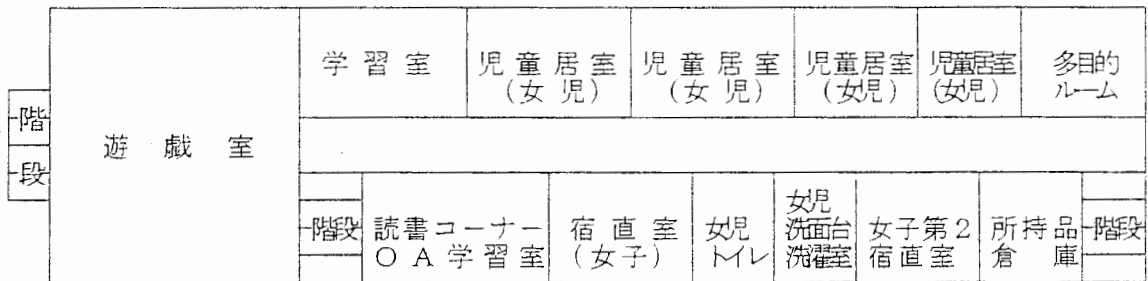 学習室
児童居室
(女児)
児童居室
(女児)
児童居室
(女児)
児童居室
(女児)
多目的
ルーム
階
段
遊戯室
階段
読書コーナー
OA学習室
宿直室
(女子)
女児
トイレ
女児
洗面台
洗濯室
女子第2
宿直室
所持品
倉庫
階段